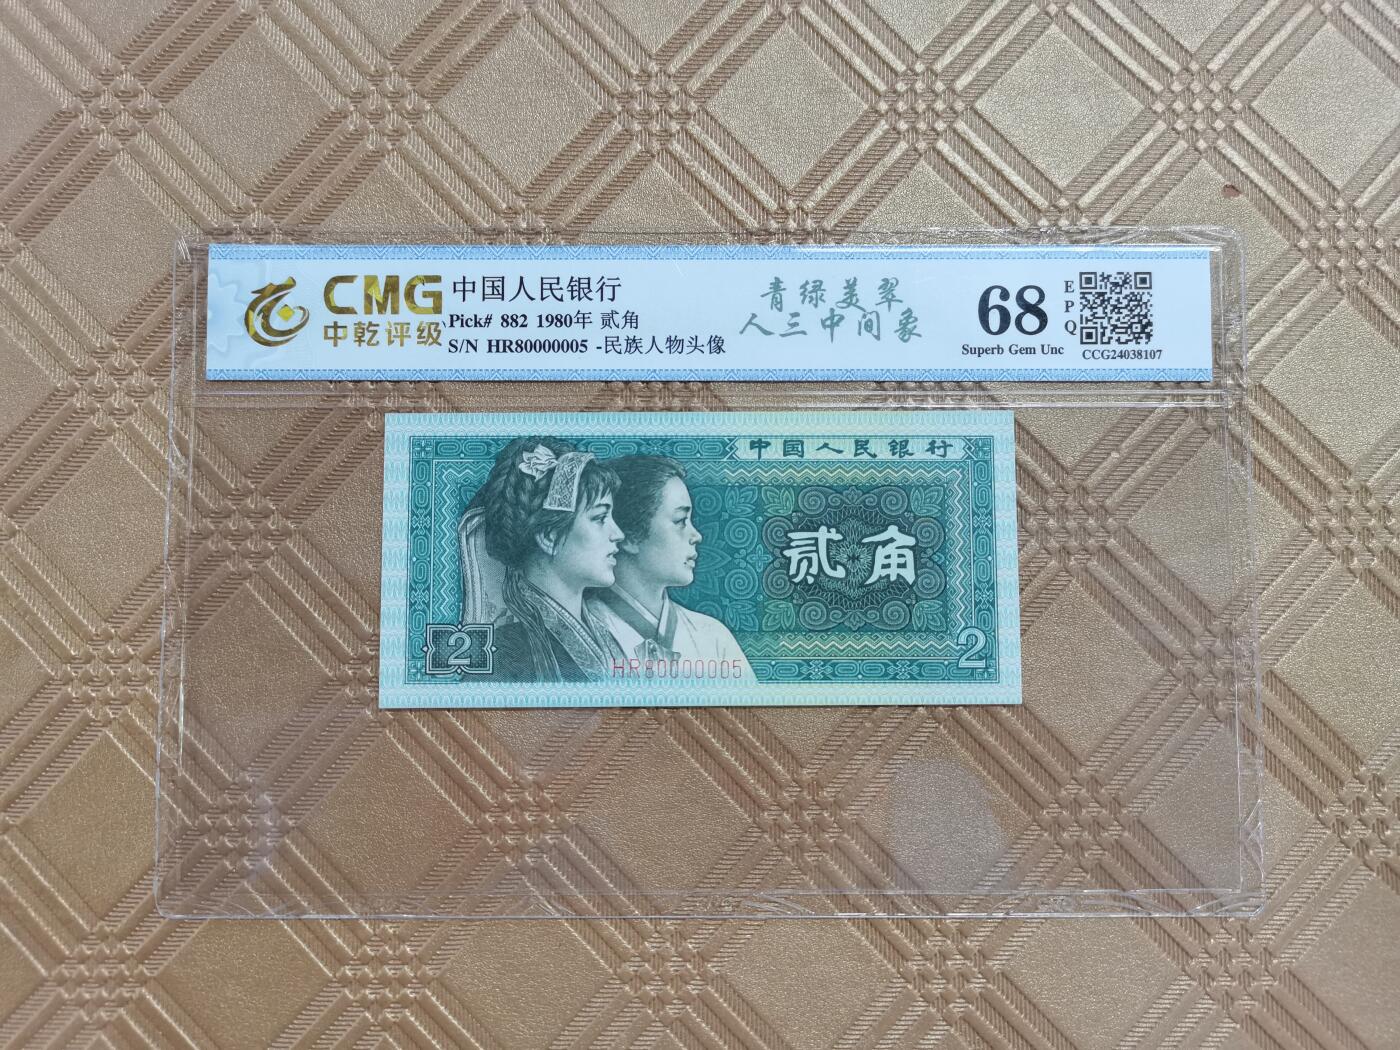 CMG
中乾评级
中国人民银行
Pick# 882 1980年 贰角
S/N HR80000005 -民族人物头像
青绿美翠
人三中间象
68
EPQ
Superb Gem Unc
CCG24038107
中国人民银行
贰角
2
2
HR80000005